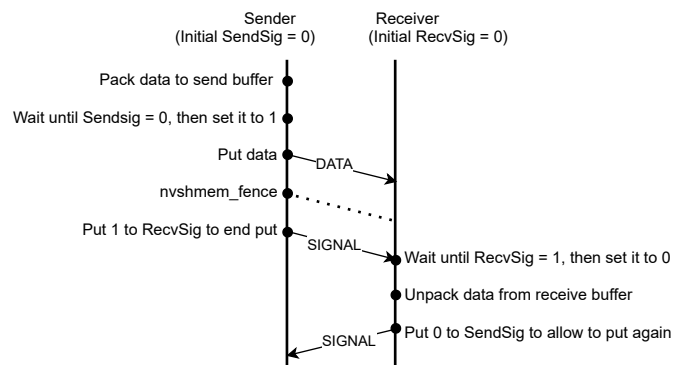 Sender
(Initial SendSig = 0)
Receiver
(Initial RecvSig = 0)
Pack data to send buffer
Wait until Sendsig = 0, then set it to 1
Put data
DATA
nvshmem_fence
Put 1 to RecvSig to end put
SIGNAL
Wait until RecvSig = 1, then set it to 0
Unpack data from receive buffer
Put 0 to SendSig to allow to put again
SIGNAL